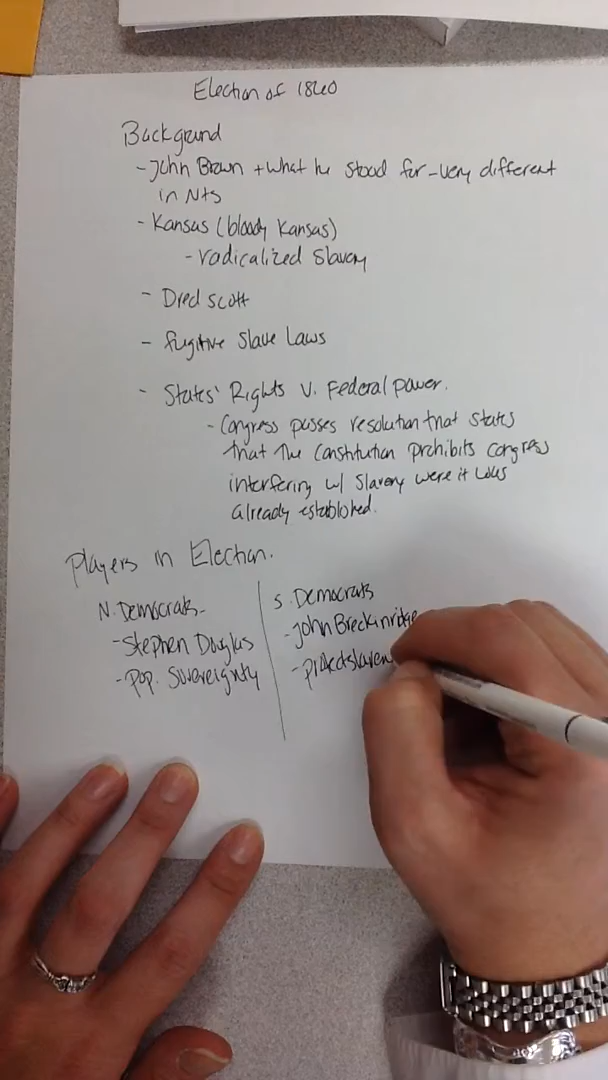 Election of 1860
Background
- John Brown + what he stood for - very different
in Nts
- Kansas (bloody Kansas)
- radicalized slavery
- Dred scott
- fugitive slave laws
- States' Rights v. Federal power.
- Congress passes resolution that states
that the Constitution prohibits congress
interfering w/ slavery were it was
already established.
Players in Election.
N. Democrats-
- Stephen Douglas
- Pop. Sovereignty
S. Democrats
- John Breckinridge
- protect slavery